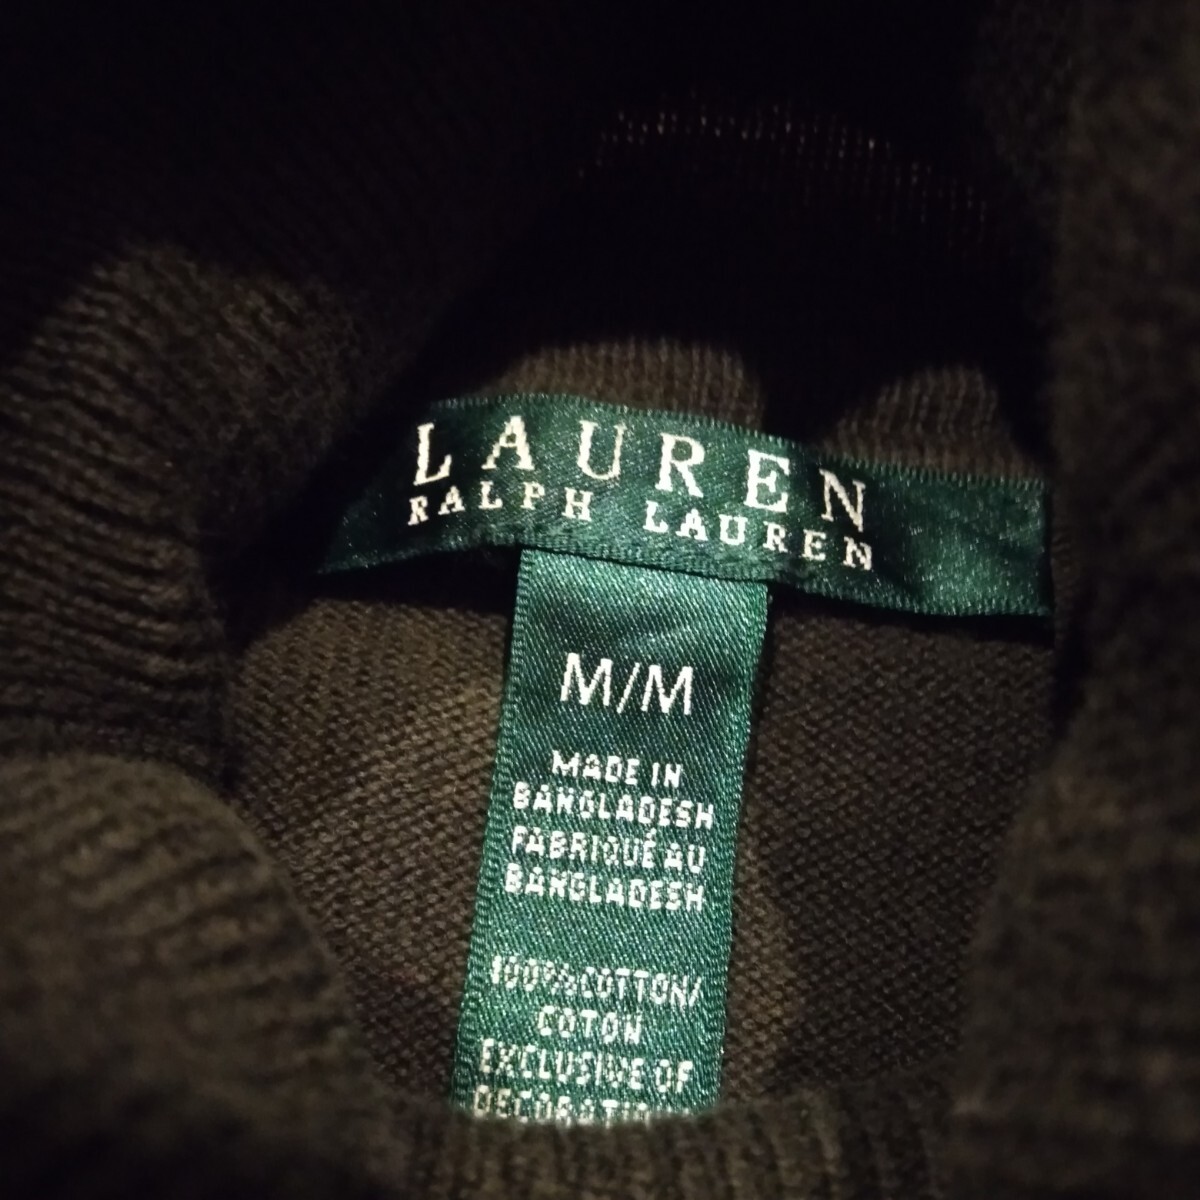 LAUREN
RALPH LAUREN
M/M
MADE IN
BANGLADESH
FABRIQUÉ AU
BANGLADESH
100% COTTON/
COTON
EXCLUSIVE OF